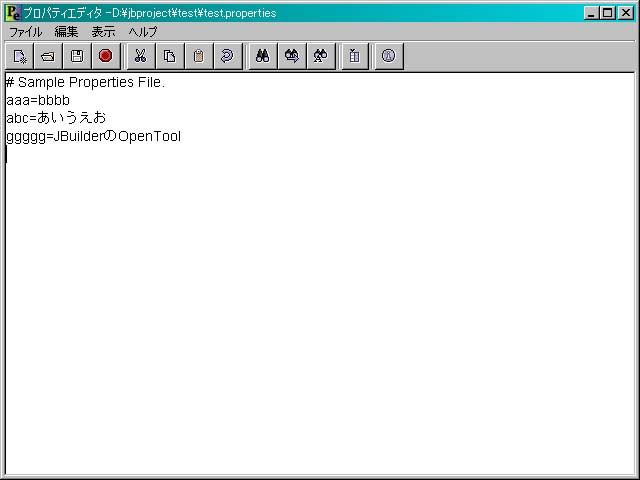 Pe プロパティエディタ -D:¥jbproject¥test¥test.properties
ファイル 編集 表示 ヘルプ
# Sample Properties File.
aaa=bbbb
abc=あいうえお
ggggg=JBuilderのOpenTool